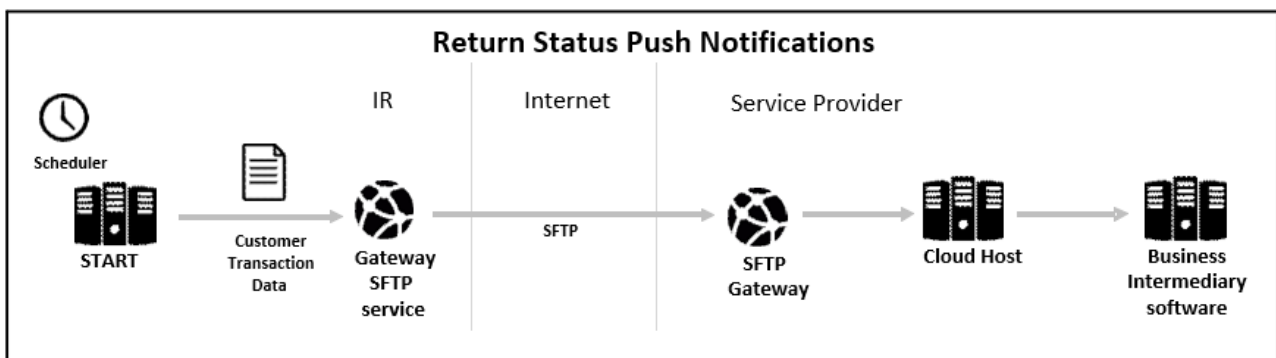 Return Status Push Notifications
IR
Internet
Service Provider
Scheduler
START
Customer
Transaction
Data
Gateway
SFTP
service
SFTP
SFTP
Gateway
Cloud Host
Business
Intermediary
software